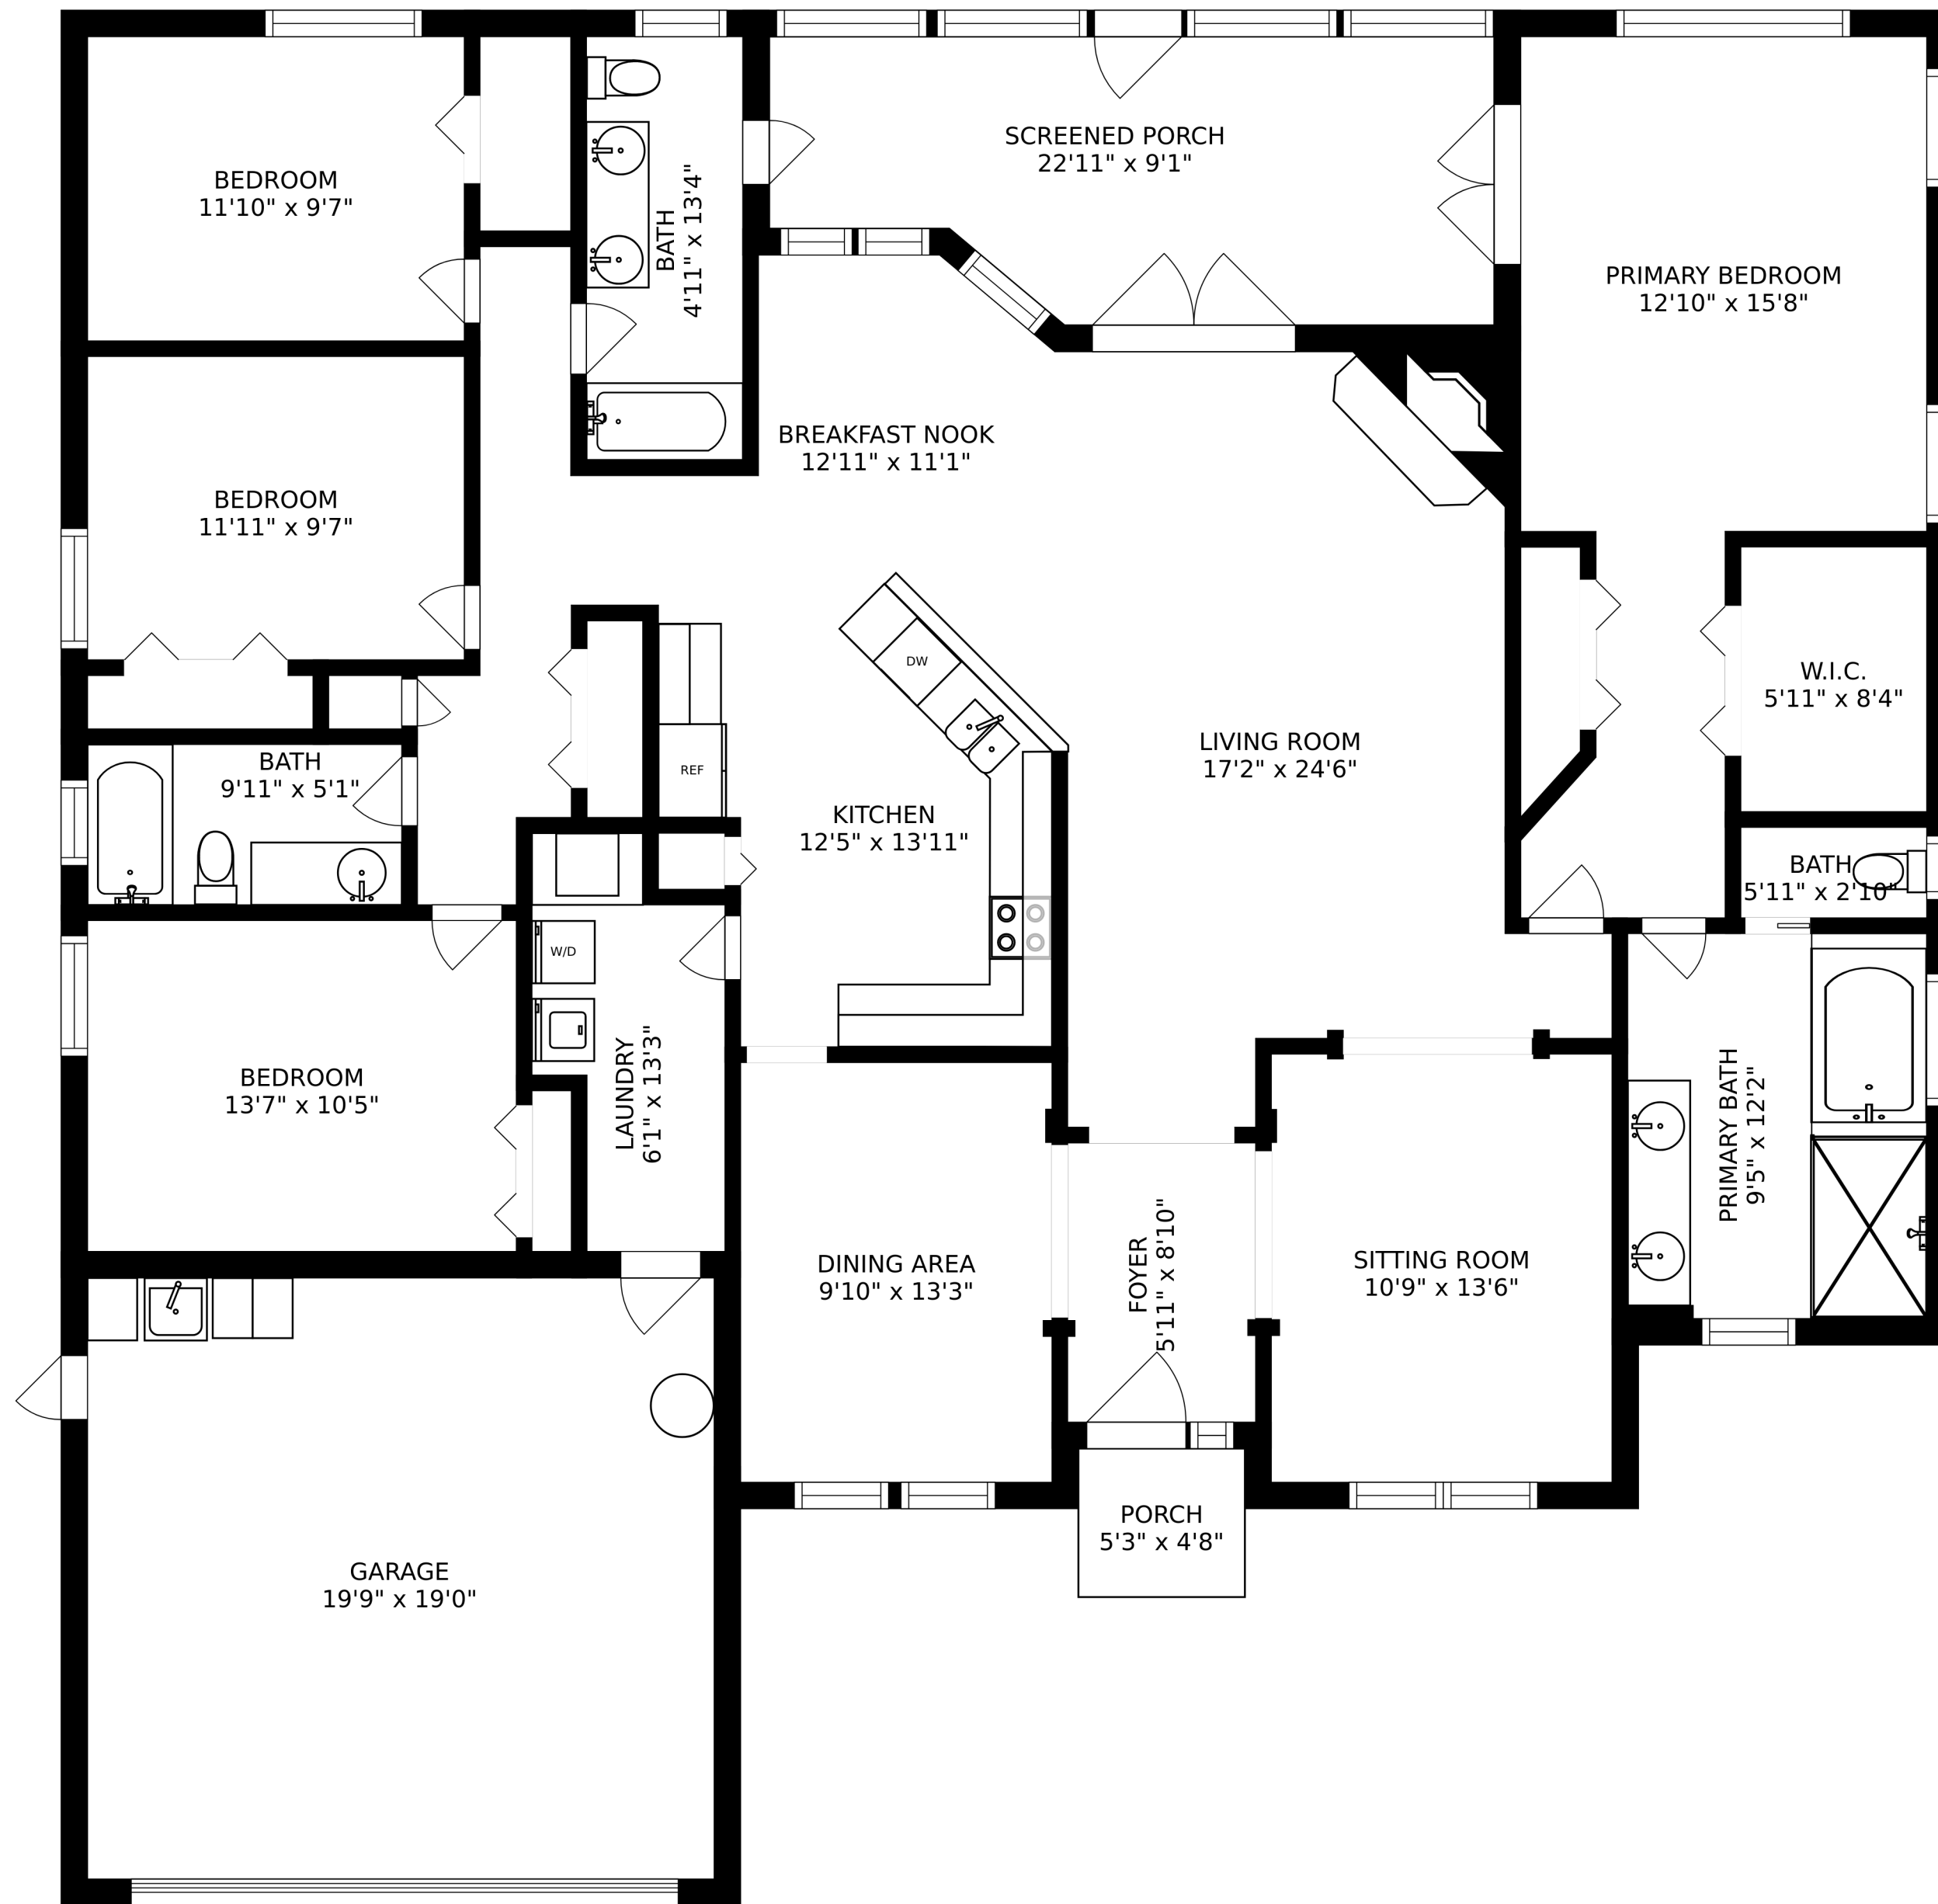 SCREENED PORCH
22'11" x 9'1"
BEDROOM
11'10" x 9'7"
BATH
4'11" x 13'4"
PRIMARY BEDROOM
12'10" x 15'8"
BREAKFAST NOOK
12'11" x 11'1"
BEDROOM
11'11" x 9'7"
DW
W.I.C.
5'11" x 8'4"
LIVING ROOM
17'2" x 24'6"
BATH
9'11" x 5'1"
REF
KITCHEN
12'5" x 13'11"
BATH
5'11" x 2'10"
W/D
BEDROOM
13'7" x 10'5"
LAUNDRY
6'1" x 13'3"
PRIMARY BATH
9'5" x 12'2"
DINING AREA
9'10" x 13'3"
FOYER
5'11" x 8'10"
SITTING ROOM
10'9" x 13'6"
PORCH
5'3" x 4'8"
GARAGE
19'9" x 19'0"